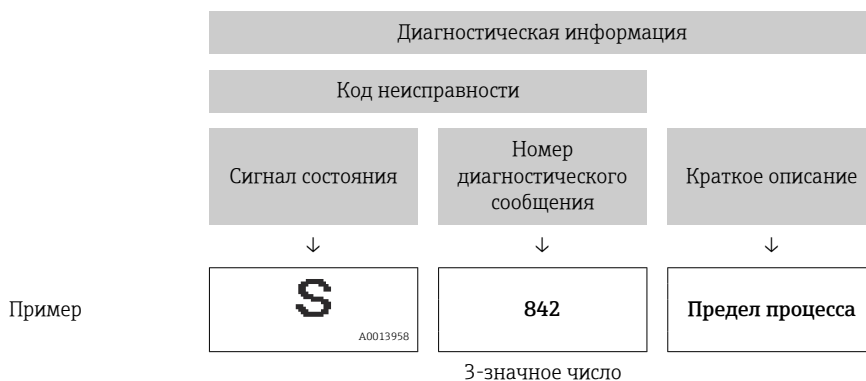 Диагностическая информация
Код неисправности
Сигнал состояния
Номер
диагностического
сообщения
Краткое описание
↓ ↓ ↓
Пример
S
A0013958
842
Предел процесса
3-значное число